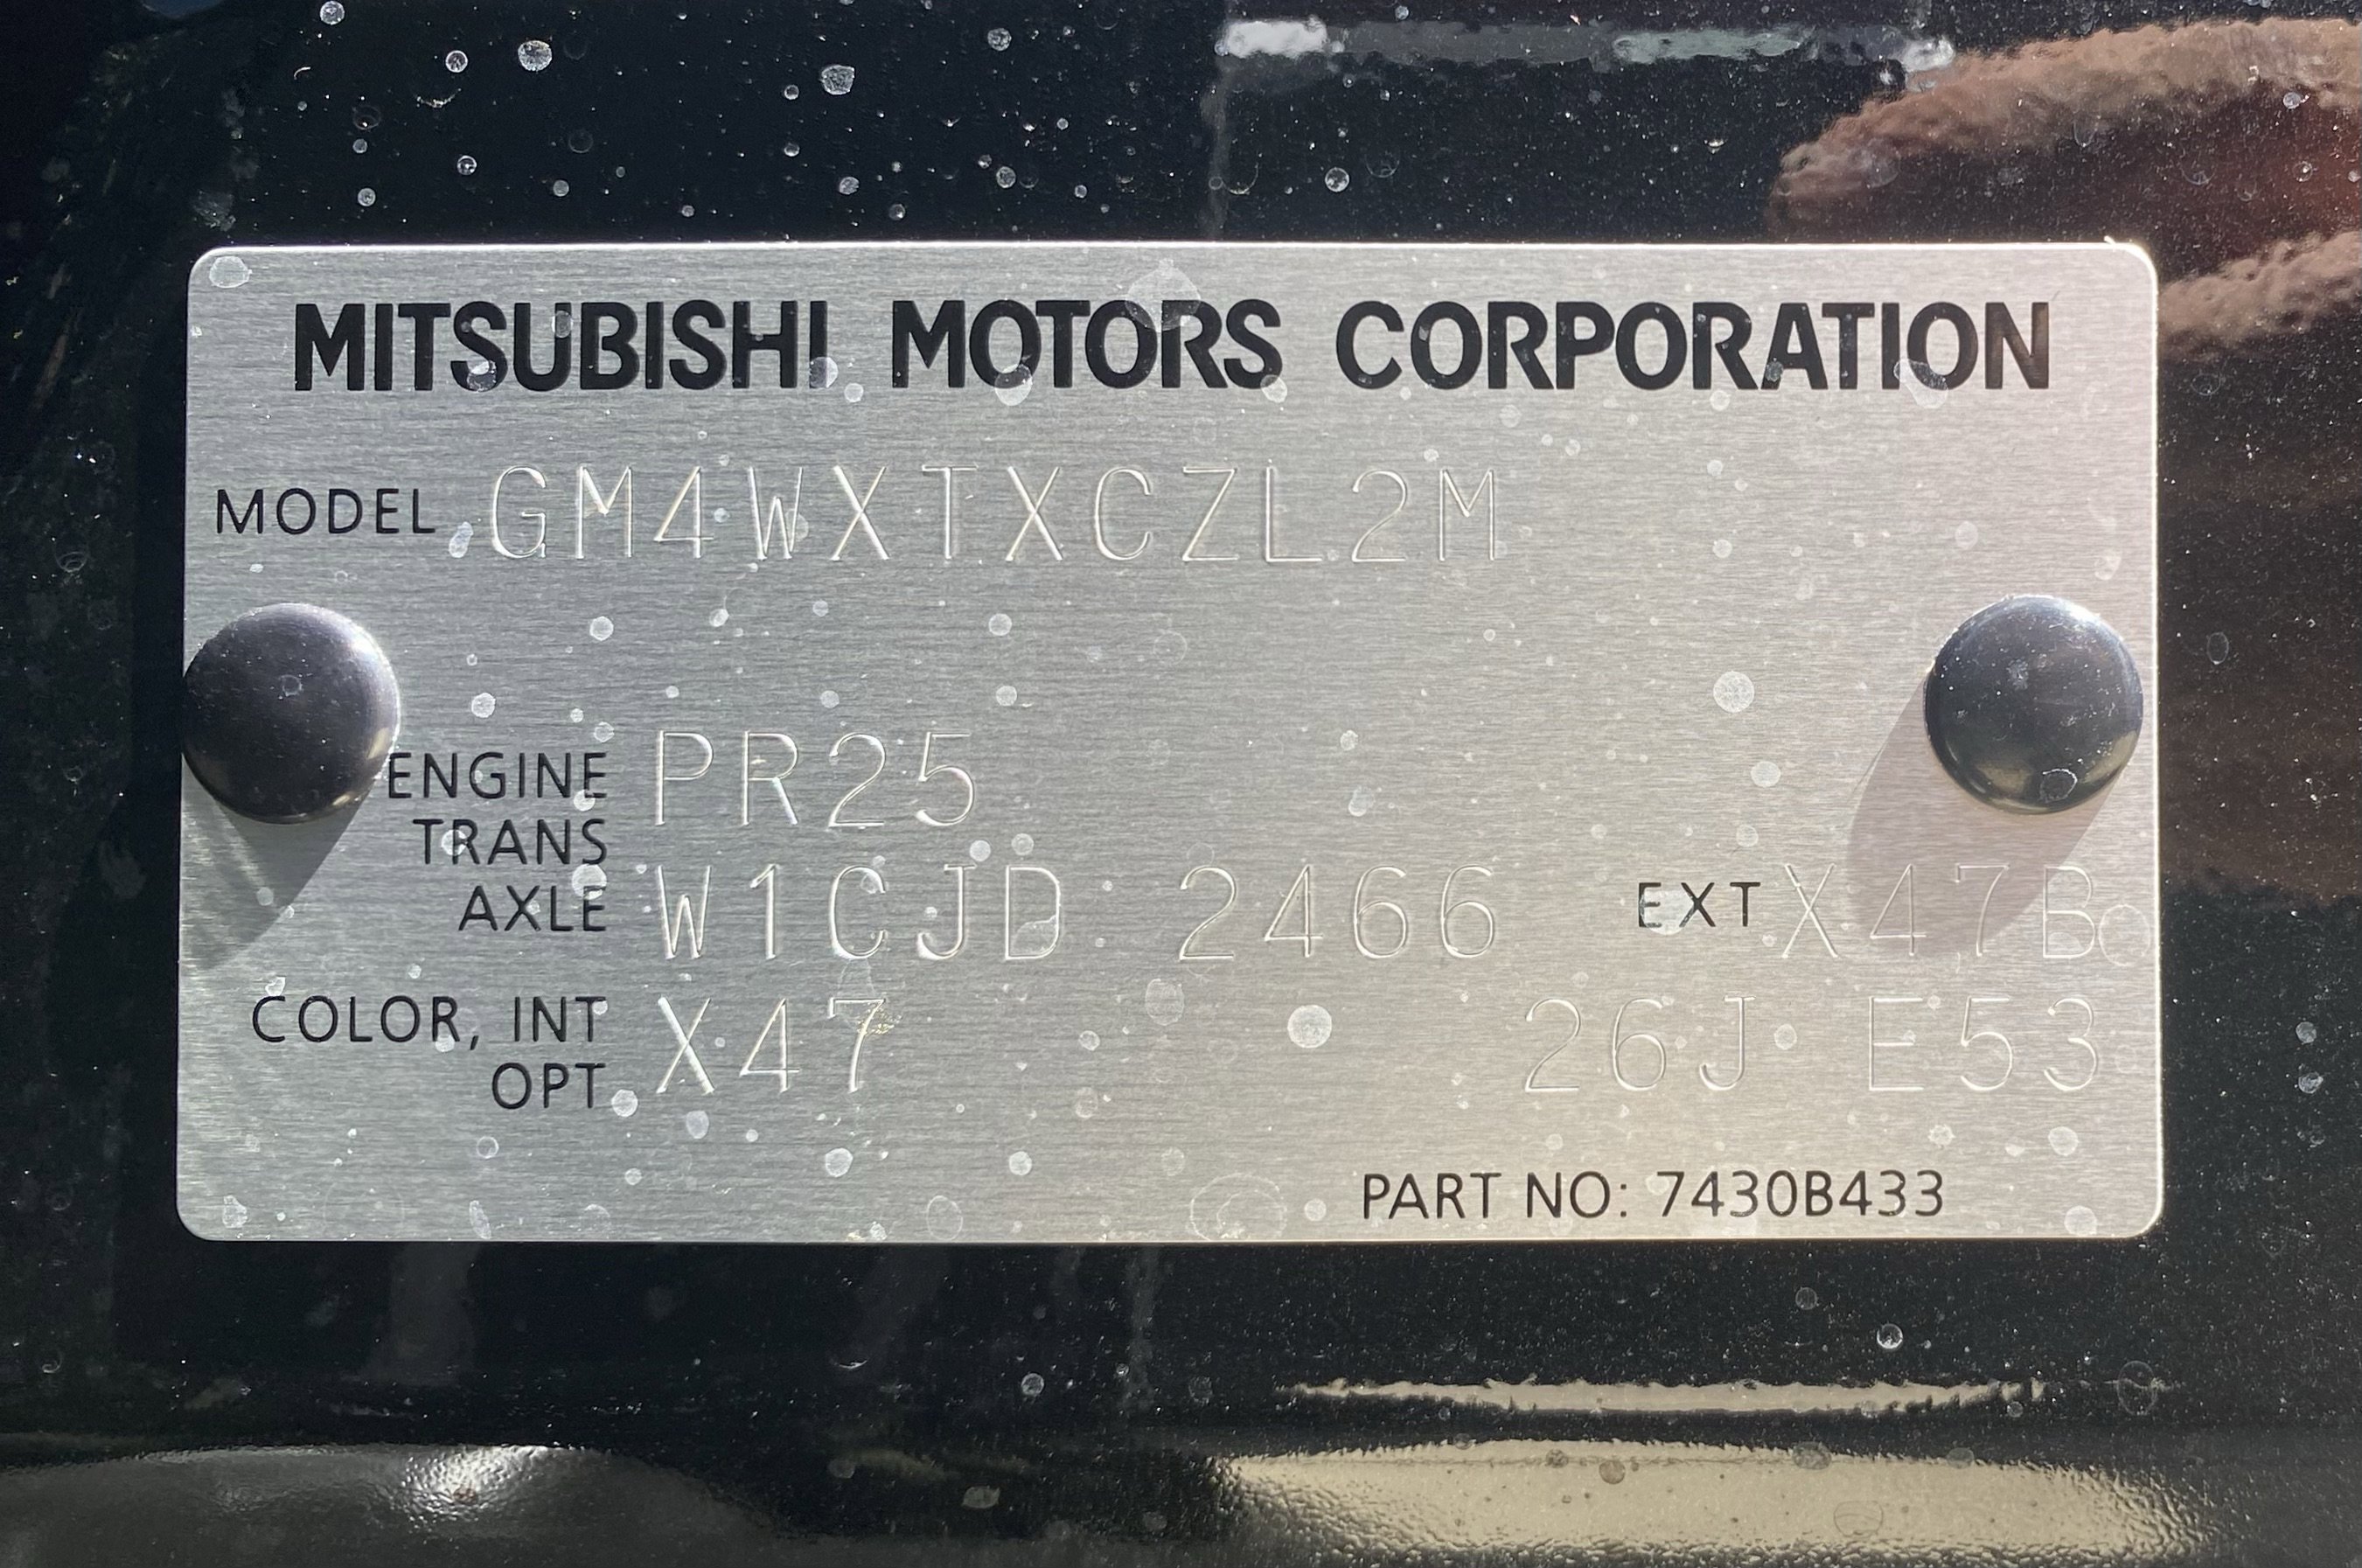 MITSUBISHI MOTORS CORPORATION
MODEL GM4WXTXCZL2M
ENGINE PR25
TRANS
AXLE W1CJD 2466 EXT X47B
COLOR, INT X47 26J E53
OPT
PART NO: 7430B433